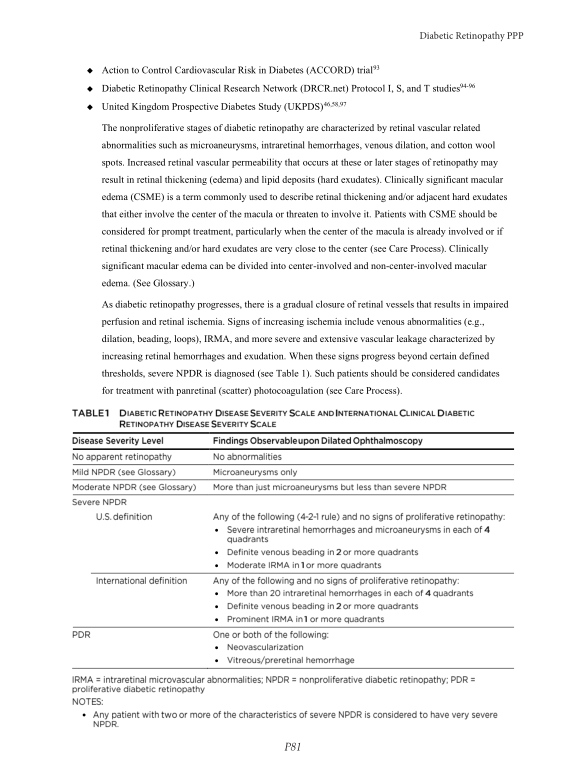 Diabetic Retinopathy PPP
◆ Action to Control Cardiovascular Risk in Diabetes (ACCORD) trial93
◆ Diabetic Retinopathy Clinical Research Network (DRCR.net) Protocol I, S, and T studies94-96
◆ United Kingdom Prospective Diabetes Study (UKPDS)46,58,97
The nonproliferative stages of diabetic retinopathy are characterized by retinal vascular related
abnormalities such as microaneurysms, intraretinal hemorrhages, venous dilation, and cotton wool
spots. Increased retinal vascular permeability that occurs at these or later stages of retinopathy may
result in retinal thickening (edema) and lipid deposits (hard exudates). Clinically significant macular
edema (CSME) is a term commonly used to describe retinal thickening and/or adjacent hard exudates
that either involve the center of the macula or threaten to involve it. Patients with CSME should be
considered for prompt treatment, particularly when the center of the macula is already involved or if
retinal thickening and/or hard exudates are very close to the center (see Care Process). Clinically
significant macular edema can be divided into center-involved and non-center-involved macular
edema. (See Glossary.)
As diabetic retinopathy progresses, there is a gradual closure of retinal vessels that results in impaired
perfusion and retinal ischemia. Signs of increasing ischemia include venous abnormalities (e.g.,
dilation, beading, loops), IRMA, and more severe and extensive vascular leakage characterized by
increasing retinal hemorrhages and exudation. When these signs progress beyond certain defined
thresholds, severe NPDR is diagnosed (see Table 1). Such patients should be considered candidates
for treatment with panretinal (scatter) photocoagulation (see Care Process).
TABLE 1 DIABETIC RETINOPATHY DISEASE SEVERITY SCALE AND INTERNATIONAL CLINICAL DIABETIC
RETINOPATHY DISEASE SEVERITY SCALE
Disease Severity Level Findings Observable upon Dilated Ophthalmoscopy
No apparent retinopathy No abnormalities
Mild NPDR (see Glossary) Microaneurysms only
Moderate NPDR (see Glossary) More than just microaneurysms but less than severe NPDR
Severe NPDR
U.S. definition Any of the following (4-2-1 rule) and no signs of proliferative retinopathy:
• Severe intraretinal hemorrhages and microaneurysms in each of 4
quadrants
• Definite venous beading in 2 or more quadrants
• Moderate IRMA in 1 or more quadrants
International definition Any of the following and no signs of proliferative retinopathy:
• More than 20 intraretinal hemorrhages in each of 4 quadrants
• Definite venous beading in 2 or more quadrants
• Prominent IRMA in 1 or more quadrants
PDR One or both of the following:
• Neovascularization
• Vitreous/preretinal hemorrhage
IRMA = intraretinal microvascular abnormalities; NPDR = nonproliferative diabetic retinopathy; PDR =
proliferative diabetic retinopathy
NOTES:
• Any patient with two or more of the characteristics of severe NPDR is considered to have very severe
NPDR.
P81